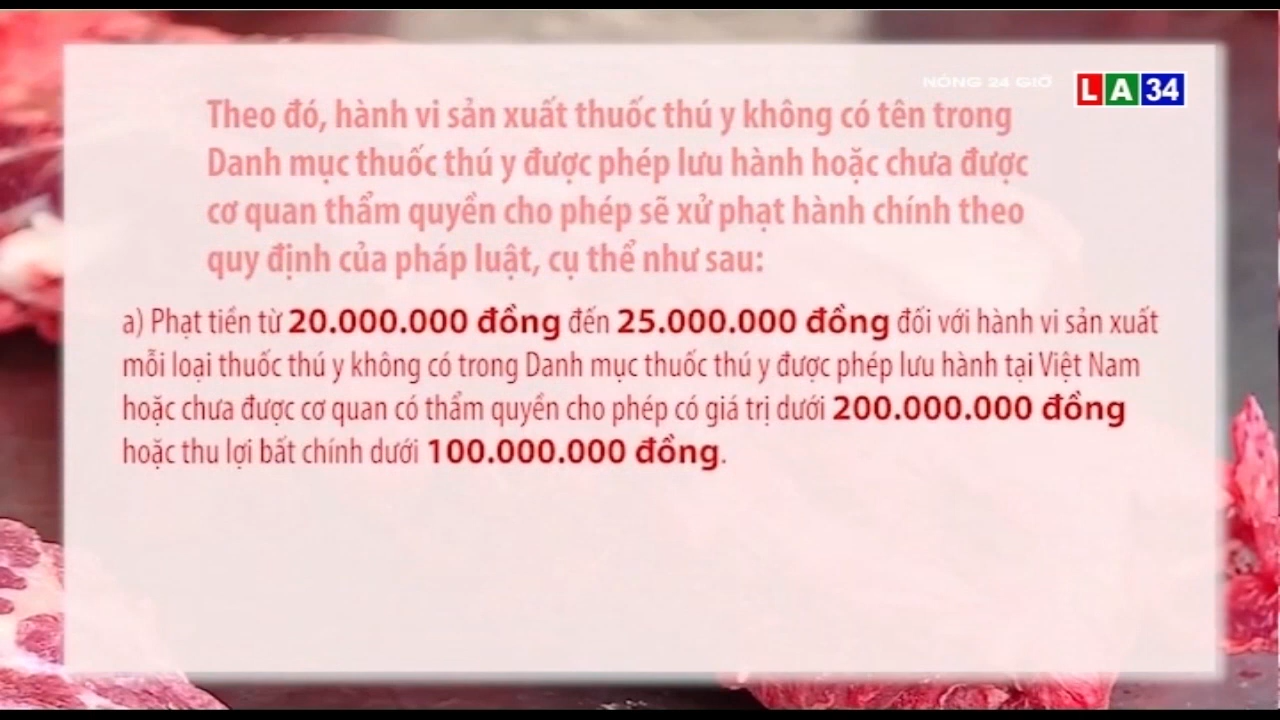 NÓNG 24 GIỜ
LA34
Theo đó, hành vi sản xuất thuốc thú y không có tên trong
Danh mục thuốc thú y được phép lưu hành hoặc chưa được
cơ quan thẩm quyền cho phép sẽ xử phạt hành chính theo
quy định của pháp luật, cụ thể như sau:
a) Phạt tiền từ 20.000.000 đồng đến 25.000.000 đồng đối với hành vi sản xuất
mỗi loại thuốc thú y không có trong Danh mục thuốc thú y được phép lưu hành tại Việt Nam
hoặc chưa được cơ quan có thẩm quyền cho phép có giá trị dưới 200.000.000 đồng
hoặc thu lợi bất chính dưới 100.000.000 đồng.